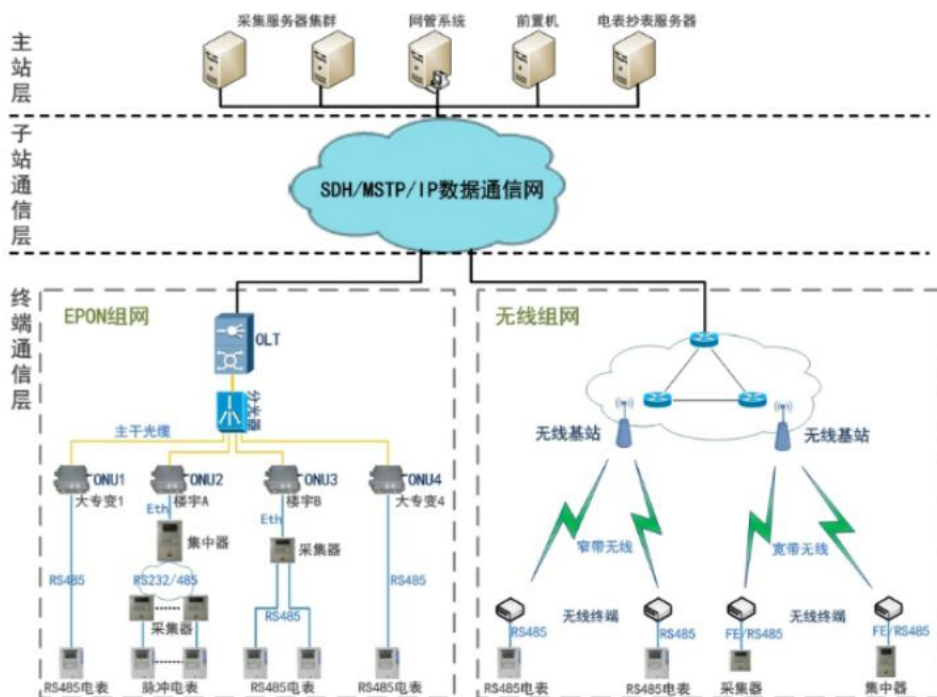 采集服务器集群 网管系统 前置机 电表抄表服务器
主站层
子站通信层
SDH/MSTP/IP数据通信网
终端通信层
EPON组网
OLT
分光器
主干光缆
ONU1 ONU2 ONU3 ONU4
大专变1 楼宇A 楼宇B 大专变4
Eth Eth
集中器 采集器
RS485 RS232/485 RS485 RS485
采集器
RS485电表 脉冲电表 RS485电表 RS485电表
无线组网
无线基站 无线基站
窄带无线 宽带无线
无线终端 无线终端
RS485 RS485 FE/RS485 FE/RS485
RS485电表 RS485电表 采集器 集中器